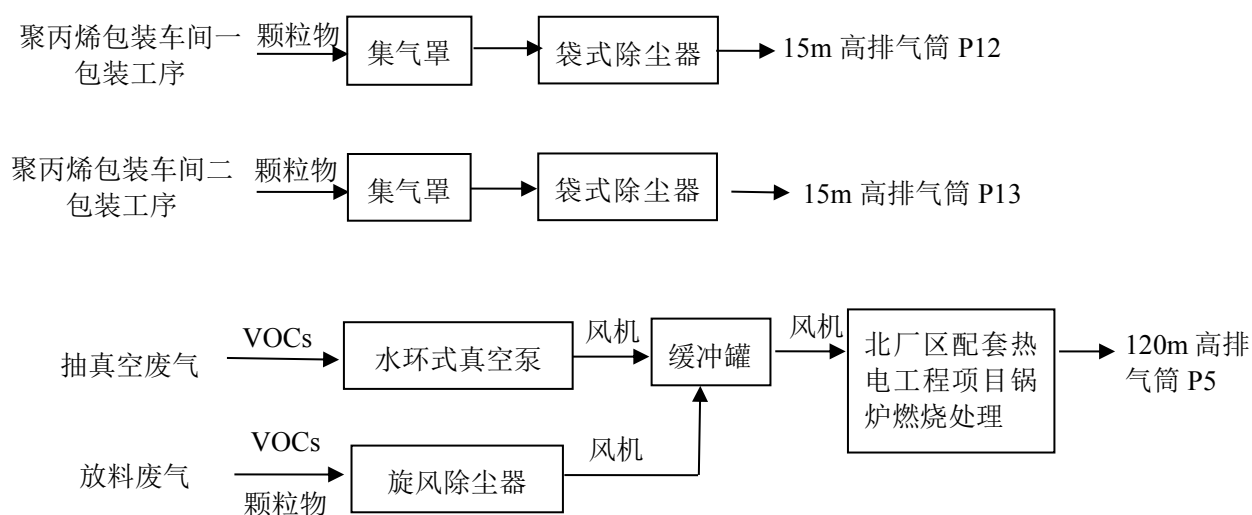 聚丙烯包装车间一
包装工序
颗粒物
集气罩
袋式除尘器
15m 高排气筒 P12
聚丙烯包装车间二
包装工序
颗粒物
集气罩
袋式除尘器
15m 高排气筒 P13
抽真空废气
VOCs
水环式真空泵
风机
缓冲罐
风机
北厂区配套热
电工程项目锅
炉燃烧处理
120m 高排
气筒 P5
放料废气
VOCs
颗粒物
旋风除尘器
风机